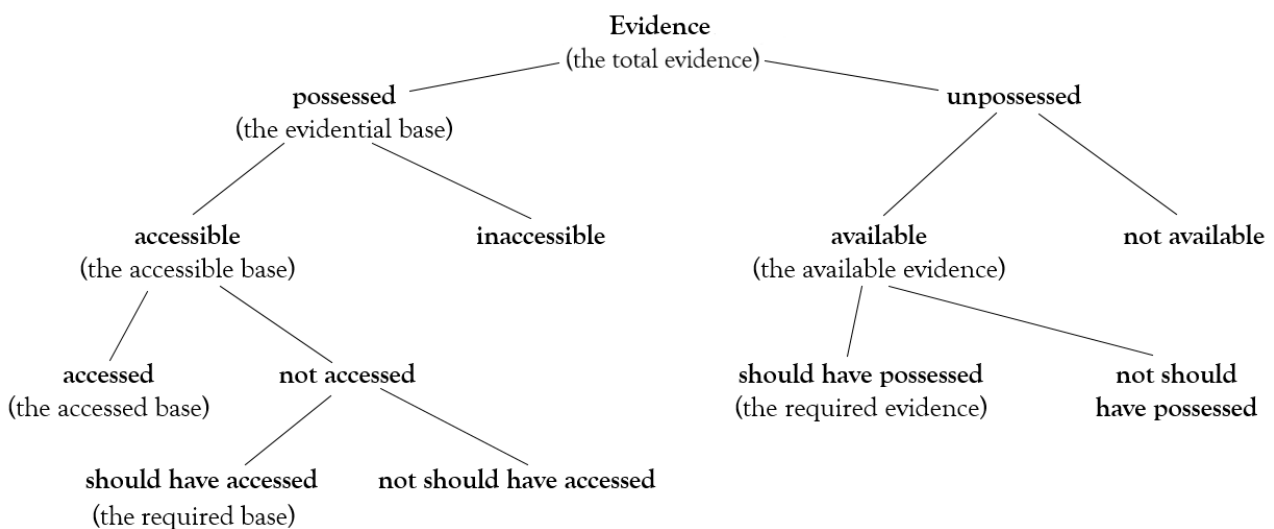 Evidence
(the total evidence)
possessed
(the evidential base)
unpossessed
accessible
(the accessible base)
inaccessible
available
(the available evidence)
not available
accessed
(the accessed base)
not accessed
should have possessed
(the required evidence)
not should
have possessed
should have accessed
(the required base)
not should have accessed